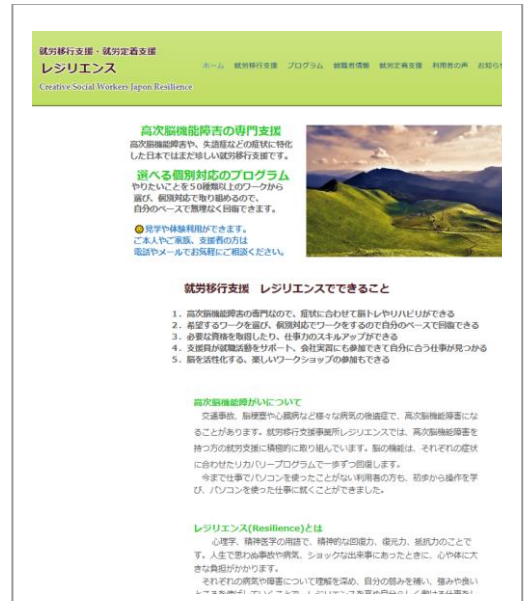 就労移行支援・就労定着支援
レジリエンス
Creative Social Workers Japon Resilience
ホーム 就労移行支援 プログラム 就職者情報 就労定着支援 利用者の声 お知らせ
高次脳機能障害の専門支援
高次脳機能障害や、失語症などの症状に特化
した日本ではまだ珍しい就労移行支援です。
選べる個別対応のプログラム
やりたいことを50種類以上のワークから
選び、個別対応で取り組めるので、
自分のペースで無理なく回復できます。
見学や体験利用ができます。
ご本人やご家族、支援者の方は
電話やメールでお気軽にご相談ください。
就労移行支援 レジリエンスでできること
1. 高次脳機能障害の専門なので、症状に合わせて脳トレやリハビリができる
2. 希望するワークを選び、個別対応でワークをするので自分のペースで回復できる
3. 必要な資格を取得したり、仕事力のスキルアップができる
4. 支援員が就職活動をサポート、会社実習にも参加できて自分に合う仕事が見つかる
5. 脳を活性化する、楽しいワークショップの参加もできる
高次脳機能障がいについて
交通事故、脳梗塞や心臓病など様々な病気の後遺症で、高次脳機能障害にな
ることがあります。就労移行支援事業所レジリエンスでは、高次脳機能障害を
持つ方の就労支援に積極的に取り組んでいます。脳の機能は、それぞれの症状
に合わせたリカバリープログラムで一歩ずつ回復します。
今まで仕事でパソコンを使ったことがない利用者の方も、初歩から操作を学
び、パソコンを使った仕事に就くことができました。
レジリエンス(Resilience)とは
心理学、精神医学の用語で、精神的な回復力、復元力、抵抗力のことで
す。人生で思わぬ事故や病気、ショックな出来事にあったときに、心や体に大
きな負担がかかります。
それぞれの病気や障害について理解を深め、自分の弱みを補い、強みや良い